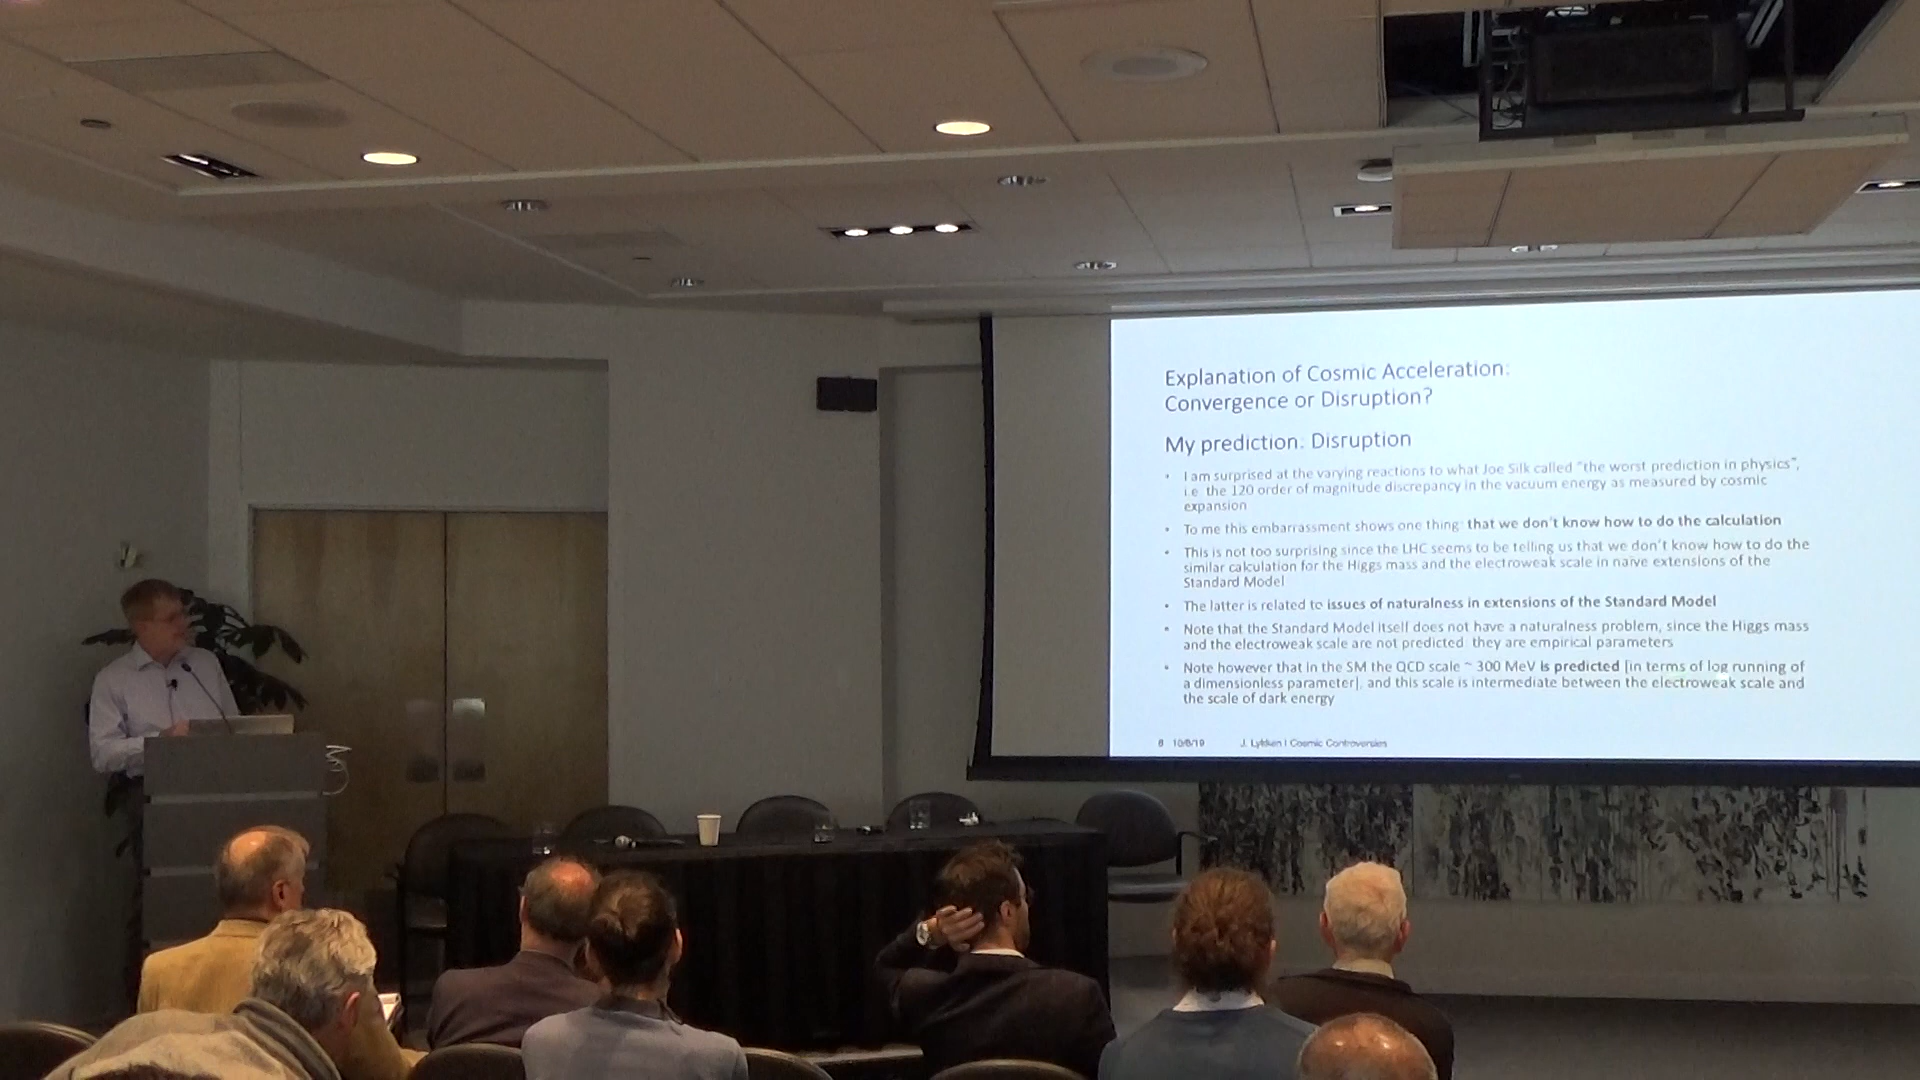 Explanation of Cosmic Acceleration:
Convergence or Disruption?
My prediction: Disruption
• I am surprised at the varying reactions to what Joe Silk called "the worst prediction in physics",
i.e. the 120 order of magnitude discrepancy in the vacuum energy as measured by cosmic
expansion
• To me this embarrassment shows one thing: that we don't know how to do the calculation
• This is not too surprising since the LHC seems to be telling us that we don't know how to do the
similar calculation for the Higgs mass and the electroweak scale in naive extensions of the
Standard Model
• The latter is related to issues of naturalness in extensions of the Standard Model
• Note that the Standard Model itself does not have a naturalness problem, since the Higgs mass
and the electroweak scale are not predicted: they are empirical parameters
• Note however that in the SM the QCD scale ~ 300 MeV is predicted [in terms of log running of
a dimensionless parameter], and this scale is intermediate between the electroweak scale and
the scale of dark energy
J. Lykken | Cosmic Controversies